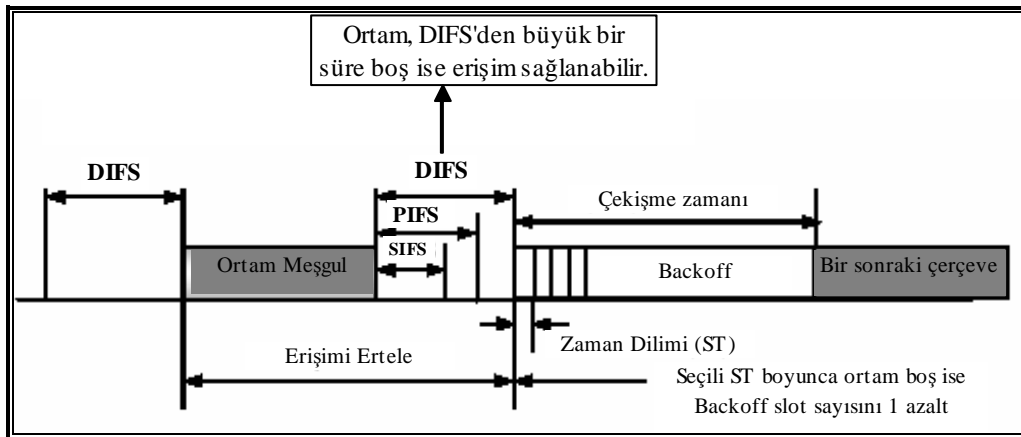 Ortam, DIFS'den büyük bir
süre boş ise erişim sağlanabilir.
DIFS
DIFS
Çekişme zamanı
PIFS
SIFS
Ortam Meşgul
Backoff
Bir sonraki çerçeve
Zaman Dilimi (ST)
Erişimi Ertele
Seçili ST boyunca ortam boş ise
Backoff slot sayısını 1 azalt